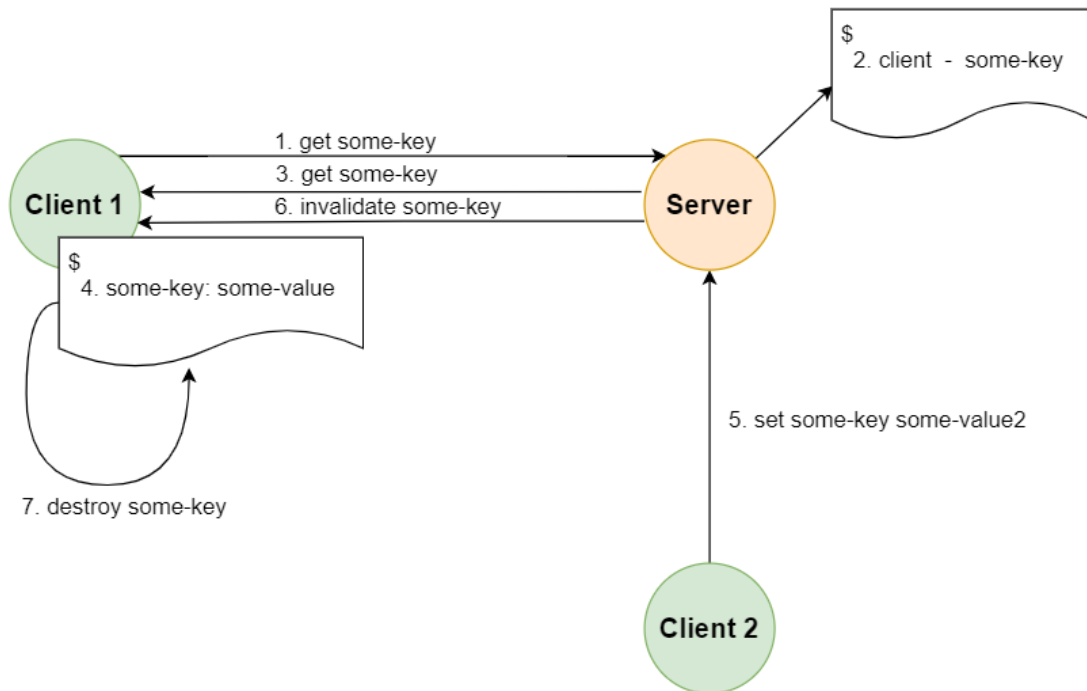 $
2. client - some-key
1. get some-key
3. get some-key
Client 1
Server
6. invalidate some-key
$
4. some-key: some-value
5. set some-key some-value2
7. destroy some-key
Client 2